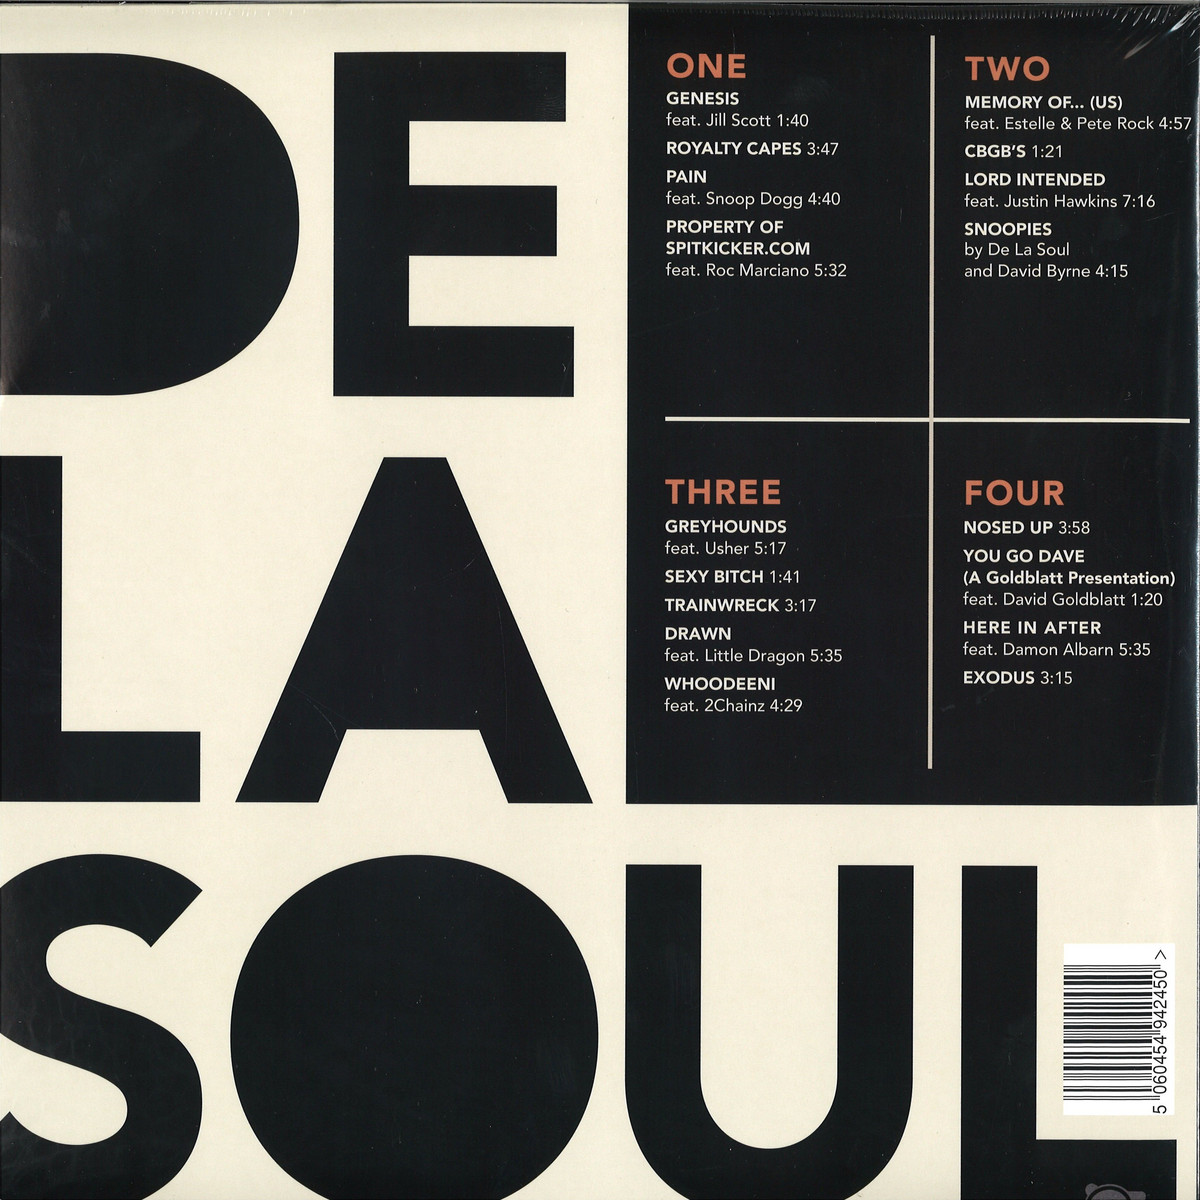 DE
LA
SOUL
ONE
GENESIS
feat. Jill Scott 1:40
ROYALTY CAPES 3:47
PAIN
feat. Snoop Dogg 4:40
PROPERTY OF
SPITKICKER.COM
feat. Roc Marciano 5:32
TWO
MEMORY OF... (US)
feat. Estelle & Pete Rock 4:57
CBGB'S 1:21
LORD INTENDED
feat. Justin Hawkins 7:16
SNOOPIES
by De La Soul
and David Byrne 4:15
THREE
GREYHOUNDS
feat. Usher 5:17
SEXY BITCH 1:41
TRAINWRECK 3:17
DRAWN
feat. Little Dragon 5:35
WHOODEENI
feat. 2Chainz 4:29
FOUR
NOSED UP 3:58
YOU GO DAVE
(A Goldblatt Presentation)
feat. David Goldblatt 1:20
HERE IN AFTER
feat. Damon Albarn 5:35
EXODUS 3:15
5 060454 942450 >